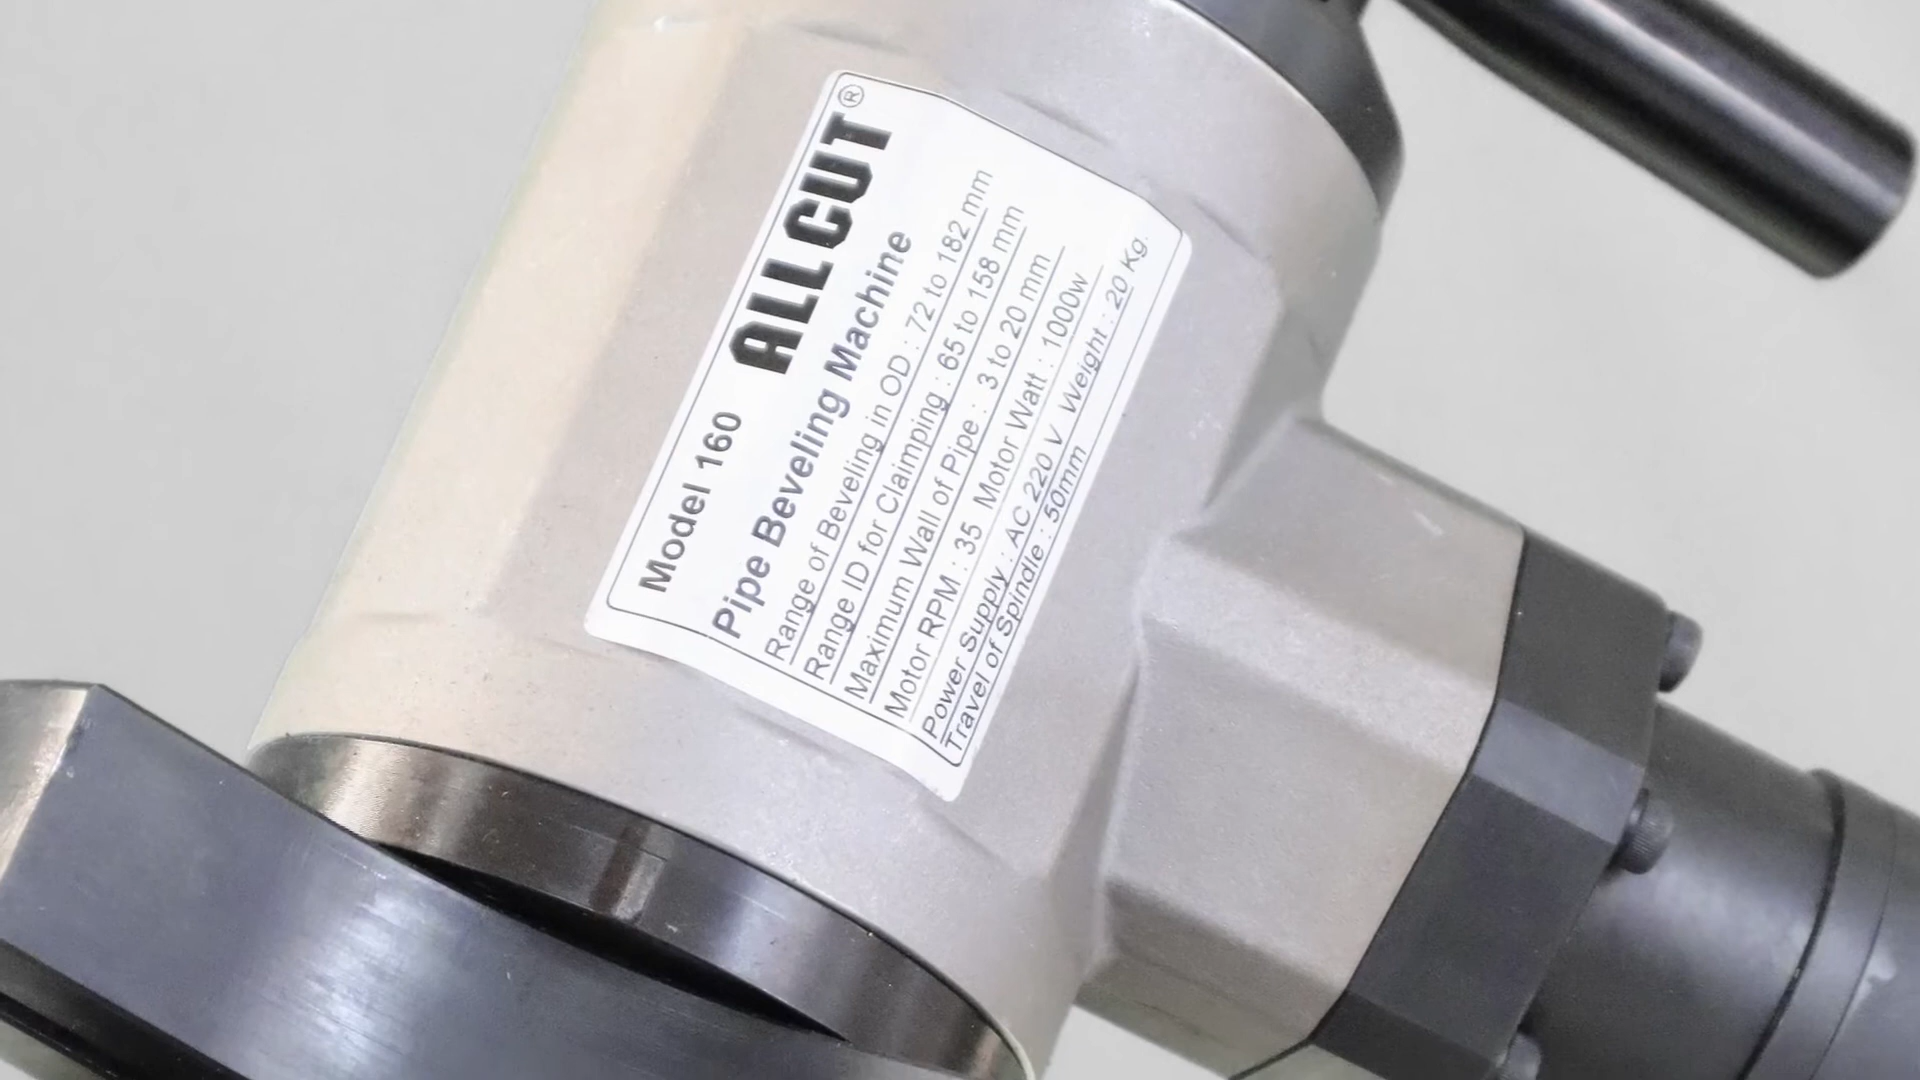 Model 160 ALL CUT ®
Pipe Beveling Machine
Range of Beveling in OD : 72 to 182 mm
Range ID for Claimping : 65 to 158 mm
Maximum Wall of Pipe : 3 to 20 mm
Motor RPM : 35 Motor Watt : 1000w
Power Supply : AC 220 V Weight : 20 Kg.
Travel of Spindle : 50mm